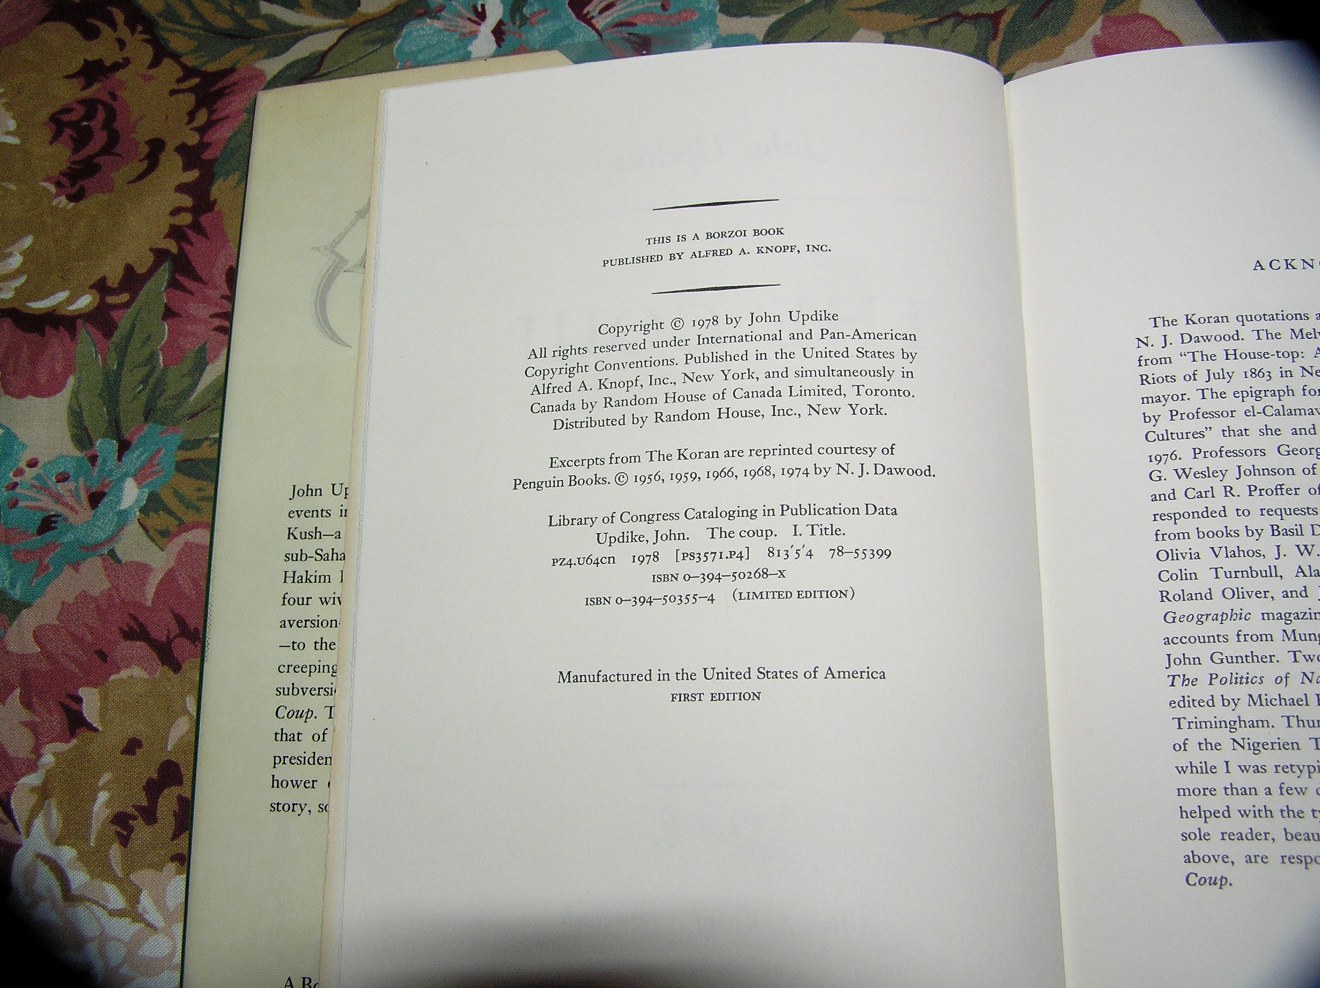 John
events
Kush—a
sub-Saha
Hakim
four
aversion
—to the
creeping
subversi
Coup.
that of
presiden
hower
story,
A
THIS IS A BORZOI BOOK
PUBLISHED BY ALFRED A. KNOPF, INC.
Copyright © 1978 by John Updike
All rights reserved under International and Pan-American
Copyright Conventions. Published in the United States by
Alfred A. Knopf, Inc., New York, and simultaneously in
Canada by Random House of Canada Limited, Toronto.
Distributed by Random House, Inc., New York.
Excerpts from The Koran are reprinted courtesy of
Penguin Books. © 1956, 1959, 1966, 1968, 1974 by N. J. Dawood.
Library of Congress Cataloging in Publication Data
Updike, John. The coup. I. Title.
PZ4.U64CN 1978 [PS3571.P4] 813'5'4 78–55399
ISBN 0–394–50268–X
ISBN 0–394–50355–4 (LIMITED EDITION)
Manufactured in the United States of America
FIRST EDITION
ACKN
The Koran quotations a
N. J. Dawood. The Mel
from "The House-top: A
Riots of July 1863 in Ne
mayor. The epigraph for
by Professor el-Calamaw
Cultures" that she and
1976. Professors Georg
G. Wesley Johnson of
and Carl R. Proffer of
responded to requests
from books by Basil D
Olivia Vlahos, J. W.
Colin Turnbull, Ala
Roland Oliver, and J
Geographic magazin
accounts from Mung
John Gunther. Two
The Politics of Na
edited by Michael
Trimingham. Thur
of the Nigerien T
while I was retypi
more than a few
helped with the t
sole reader, beau
above, are respo
Coup.